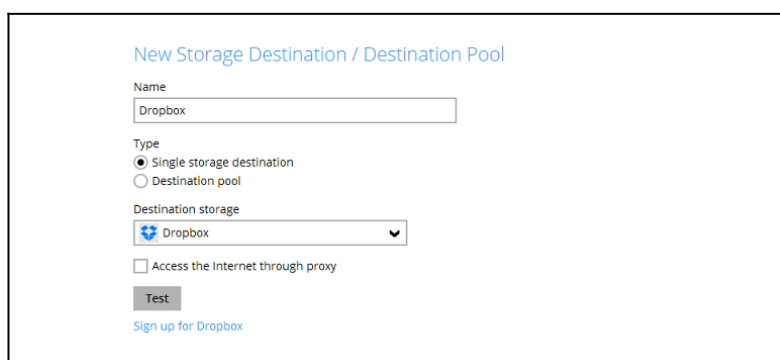 New Storage Destination / Destination Pool
Name
Dropbox
Type
Single storage destination
Destination pool
Destination storage
Dropbox
Access the Internet through proxy
Test
Sign up for Dropbox